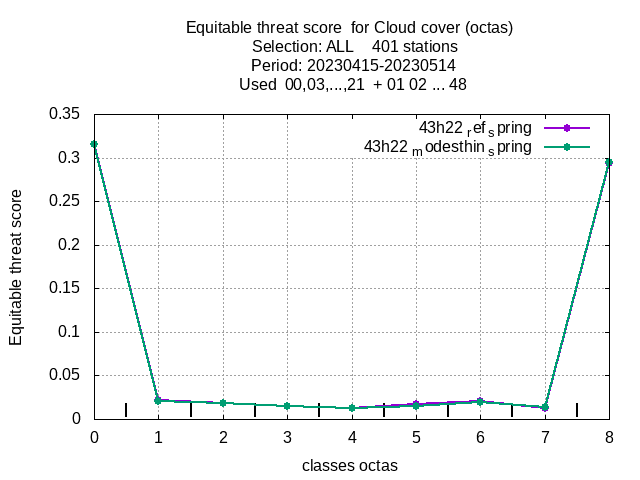 Equitable threat score  for Cloud cover (octas)
Selection: ALL    401 stations
Period: 20230415-20230514
Used  00,03,...,21  + 01 02 ... 48
43h22 ref spring
43h22 modesthin spring
0.35
0.3
0.25
0.2
0.15
0.1
0.05
0
Equitable threat score
0 1 2 3 4 5 6 7 8
classes octas